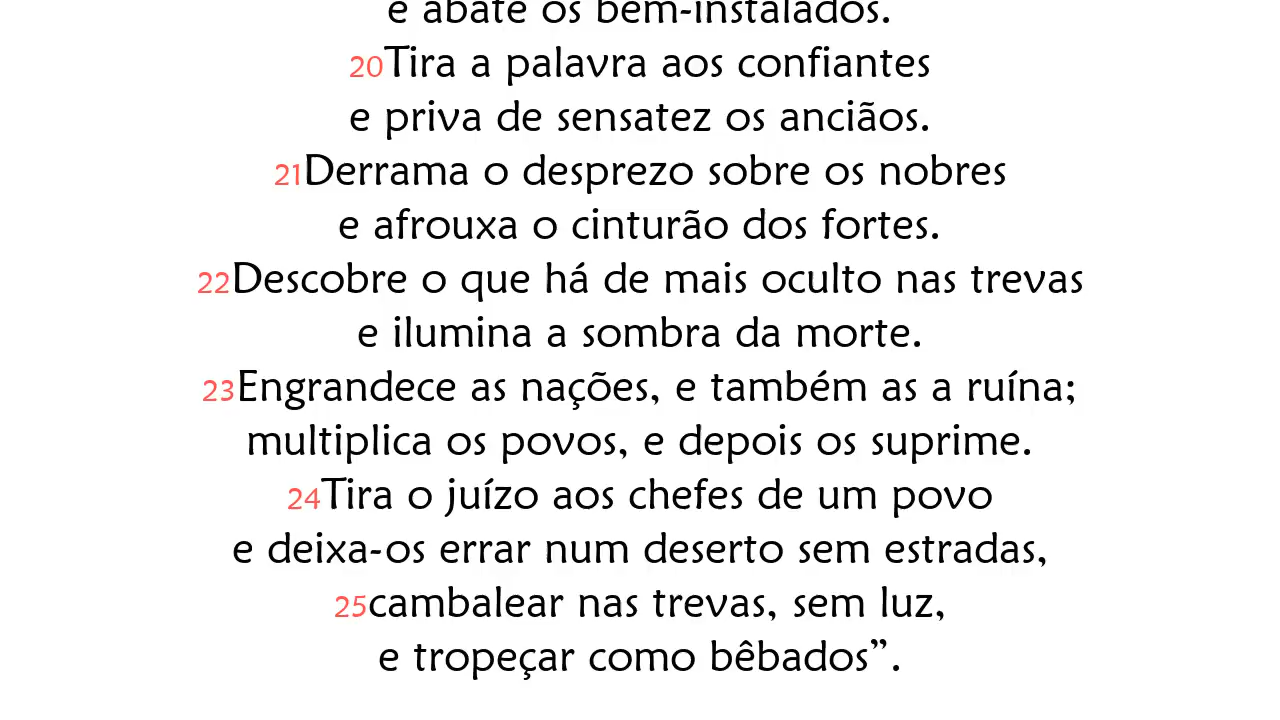 e abate os bem-instalados.
20Tira a palavra aos confiantes
e priva de sensatez os anciãos.
21Derrama o desprezo sobre os nobres
e afrouxa o cinturão dos fortes.
22Descobre o que há de mais oculto nas trevas
e ilumina a sombra da morte.
23Engrandece as nações, e também as a ruína;
multiplica os povos, e depois os suprime.
24Tira o juízo aos chefes de um povo
e deixa-os errar num deserto sem estradas,
25cambalear nas trevas, sem luz,
e tropeçar como bêbados”.